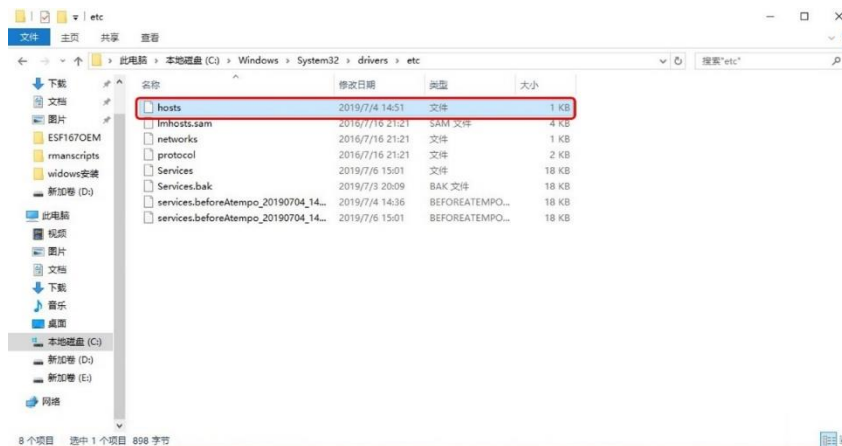 etc
文件 主页 共享 查看
此电脑 › 本地磁盘 (C:) › Windows › System32 › drivers › etc
搜索"etc"
下载
文档
图片
ESF167OEM
rmanscripts
widows安装
新加卷 (D:)
此电脑
视频
图片
文档
下载
音乐
桌面
本地磁盘 (C:)
新加卷 (D:)
新加卷 (E:)
网络
名称 修改日期 类型 大小
hosts 2019/7/4 14:51 文件 1 KB
lmhosts.sam 2016/7/16 21:21 SAM 文件 4 KB
networks 2016/7/16 21:21 文件 1 KB
protocol 2016/7/16 21:21 文件 2 KB
Services 2019/7/6 15:01 文件 18 KB
Services.bak 2019/7/3 20:09 BAK 文件 18 KB
services.beforeAtempo_20190704_14... 2019/7/4 14:36 BEFOREATEMPO... 18 KB
services.beforeAtempo_20190704_14... 2019/7/6 15:01 BEFOREATEMPO... 18 KB
8 个项目 选中 1 个项目 898 字节